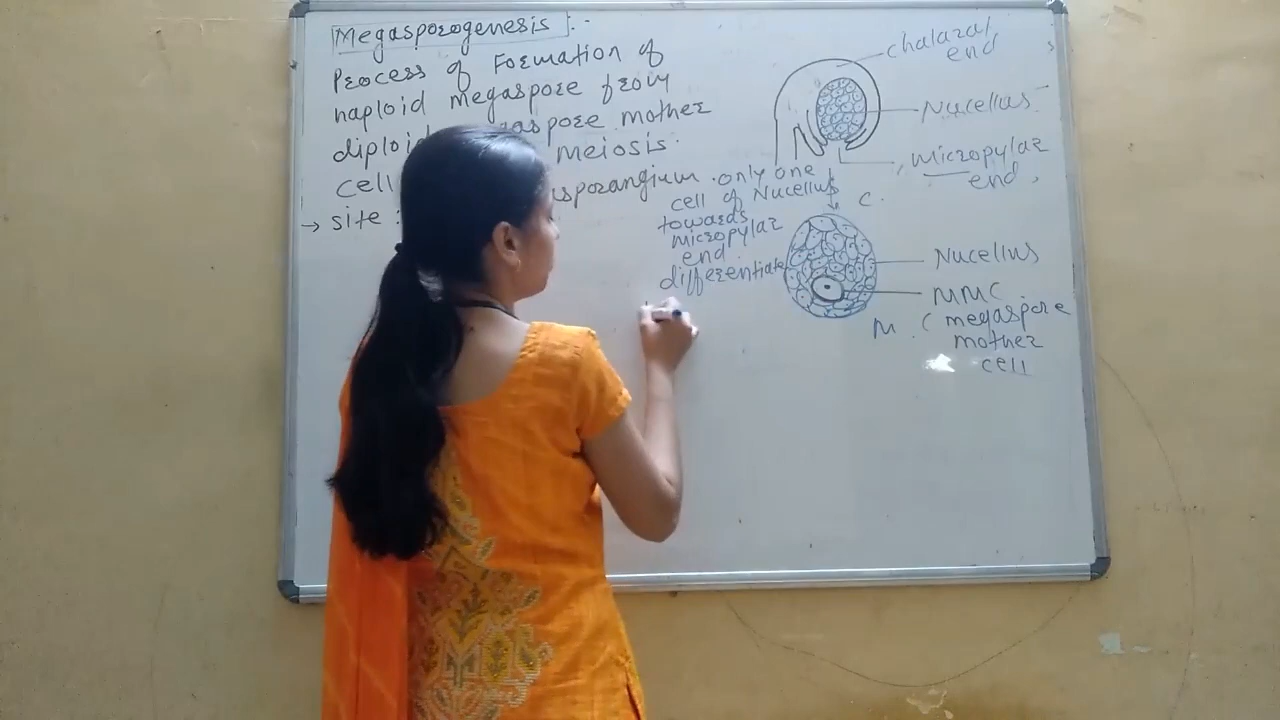 Megasporogenesis :-
Process of Formation of
haploid megaspore from
diploid mother
cell meiosis.
→ site :
chalazal
end
Nucellus
micropylar
end
only one
cell of Nucellus
towards
micropylar
end
differentiate
C.
Nucellus
MMC
M. (megaspore
mother
cell